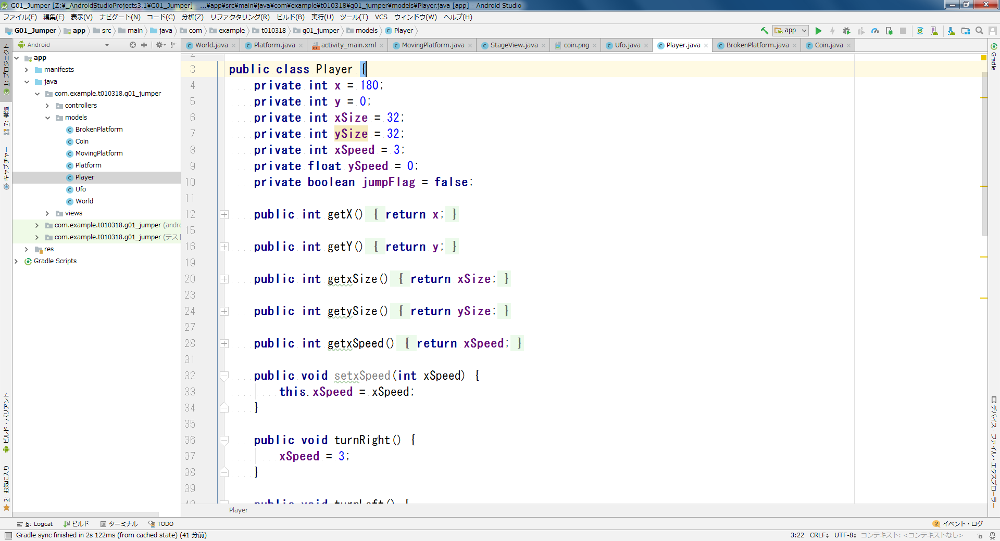 G01_Jumper [Z:¥_AndroidStudioProjects3.1¥G01_Jumper] - ...¥app¥src¥main¥java¥com¥example¥t010318¥g01_jumper¥models¥Player.java [app] - Android Studio
ファイル(F) 編集(E) 表示(V) ナビゲート(N) コード(C) 分析(Z) リファクタリング(R) ビルド(B) 実行(U) ツール(T) VCS ウィンドウ(W) ヘルプ(H)
G01_Jumper app src main java com example t010318 g01_jumper models Player
app
Android
World.java Platform.java activity_main.xml MovingPlatform.java StageView.java coin.png Ufo.java Player.java BrokenPlatform.java Coin.java
1: プロジェクト
Z: 構造
キャプチャー
ビルド・バリアント
2: お気に入り
app
manifests
java
com.example.t010318.g01_jumper
controllers
models
BrokenPlatform
Coin
MovingPlatform
Platform
Player
Ufo
World
views
com.example.t010318.g01_jumper (andro
com.example.t010318.g01_jumper (テスト
res
Gradle Scripts
3 public class Player {
4 private int x = 180;
5 private int y = 0;
6 private int xSize = 32;
7 private int ySize = 32;
8 private int xSpeed = 3;
9 private float ySpeed = 0;
10 private boolean jumpFlag = false;
11
12 public int getX() { return x; }
15
16 public int getY() { return y; }
19
20 public int getxSize() { return xSize; }
23
24 public int getySize() { return ySize; }
27
28 public int getxSpeed() { return xSpeed; }
31
32 public void setxSpeed(int xSpeed) {
33 this.xSpeed = xSpeed;
34 }
35
36 public void turnRight() {
37 xSpeed = 3;
38 }
39
40 public void turnLeft() {
Player
Gradle
デバイス・ファイル・エクスプローラー
6: Logcat ビルド ターミナル TODO
2 イベント・ログ
Gradle sync finished in 2s 122ms (from cached state) (41 分前)
3:22 CRLF UTF-8 コンテキスト: <コンテキストなし>